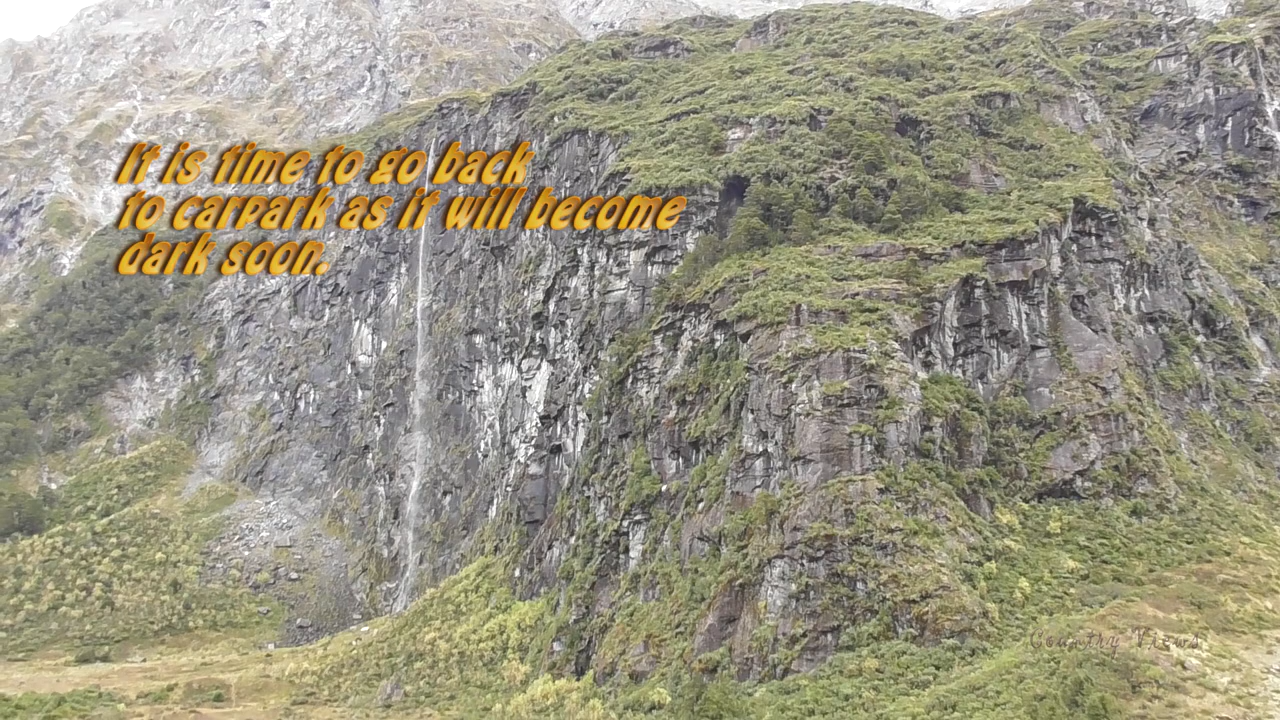 It is time to go back
to carpark as it will become
dark soon.
Country Views